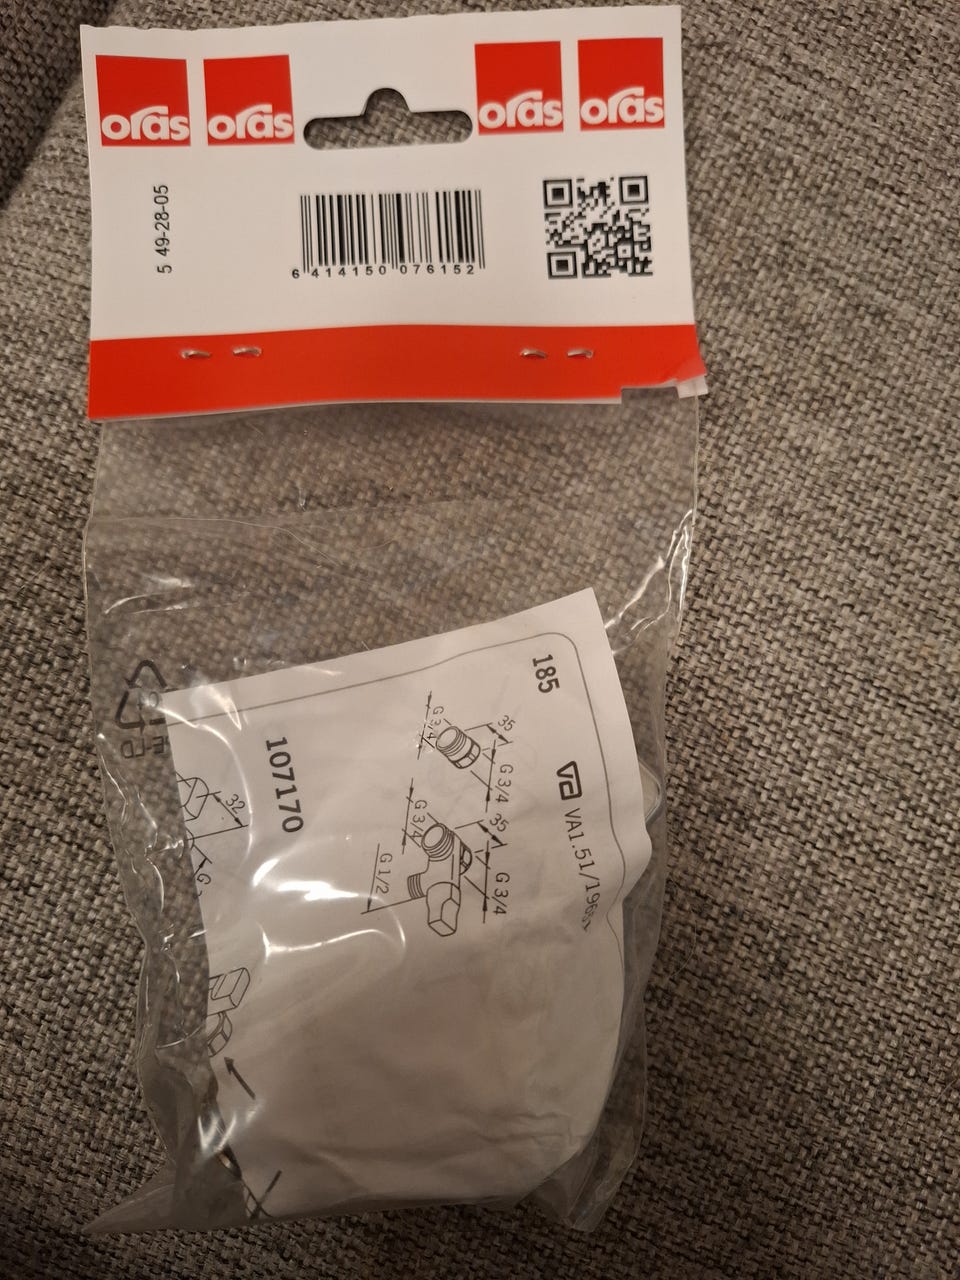 oras oras oras oras
5 49-28-05
6 414150 076152
185
VA1.51/19651
107170
G 3/4
35
G 3/4
G 3/4
35
G 3/4
G 1/2
32
G